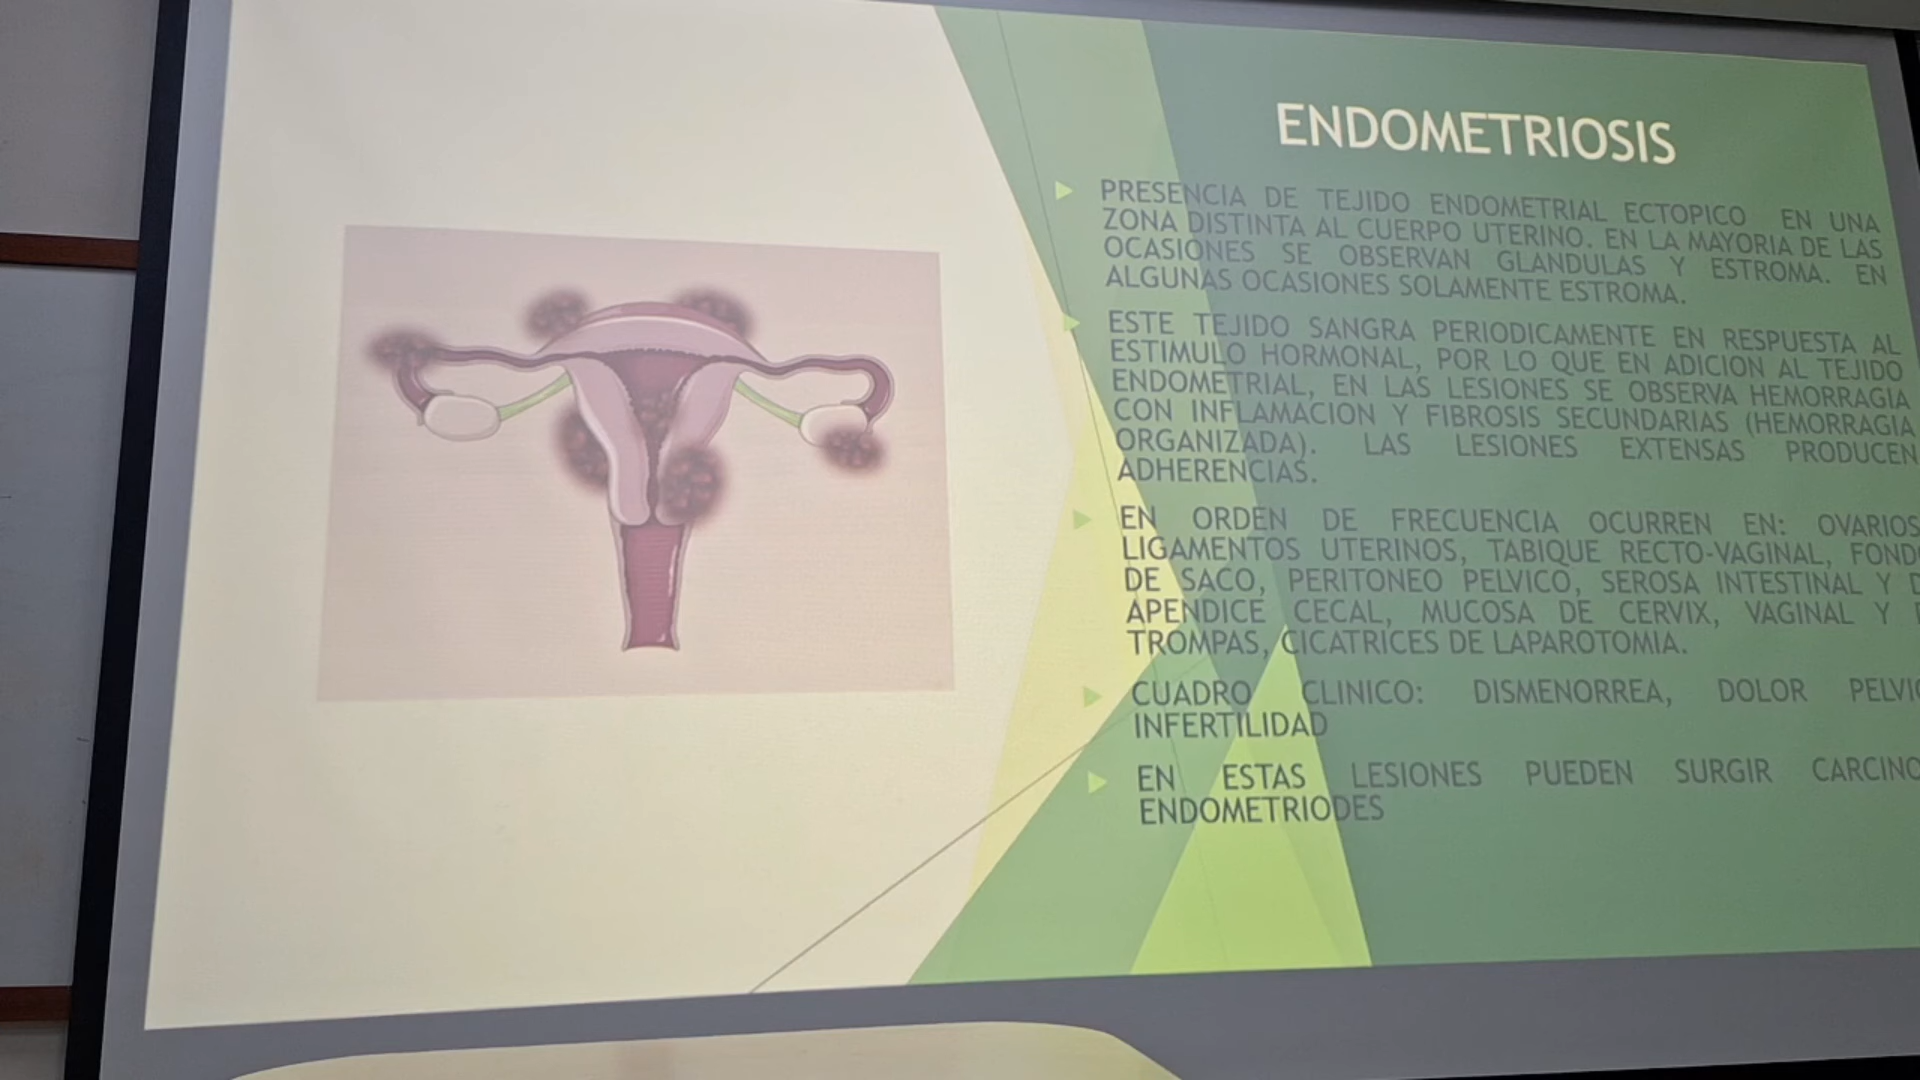 ENDOMETRIOSIS
PRESENCIA DE TEJIDO ENDOMETRIAL ECTOPICO EN UNA
ZONA DISTINTA AL CUERPO UTERINO. EN LA MAYORIA DE LAS
OCASIONES SE OBSERVAN GLANDULAS Y ESTROMA. EN
ALGUNAS OCASIONES SOLAMENTE ESTROMA.
ESTE TEJIDO SANGRA PERIODICAMENTE EN RESPUESTA AL
ESTIMULO HORMONAL, POR LO QUE EN ADICION AL TEJIDO
ENDOMETRIAL, EN LAS LESIONES SE OBSERVA HEMORRAGIA
CON INFLAMACION Y FIBROSIS SECUNDARIAS (HEMORRAGIA
ORGANIZADA). LAS LESIONES EXTENSAS PRODUCEN
ADHERENCIAS.
EN ORDEN DE FRECUENCIA OCURREN EN: OVARIOS
LIGAMENTOS UTERINOS, TABIQUE RECTO-VAGINAL,
DE SACO, PERITONEO PELVICO, SEROSA INTESTINAL Y
APENDICE CECAL, MUCOSA DE CERVIX, VAGINAL Y
TROMPAS, CICATRICES DE LAPAROTOMIA.
CUADRO CLINICO: DISMENORREA, DOLOR
INFERTILIDAD
EN ESTAS LESIONES PUEDEN SURGIR
ENDOMETRIODES